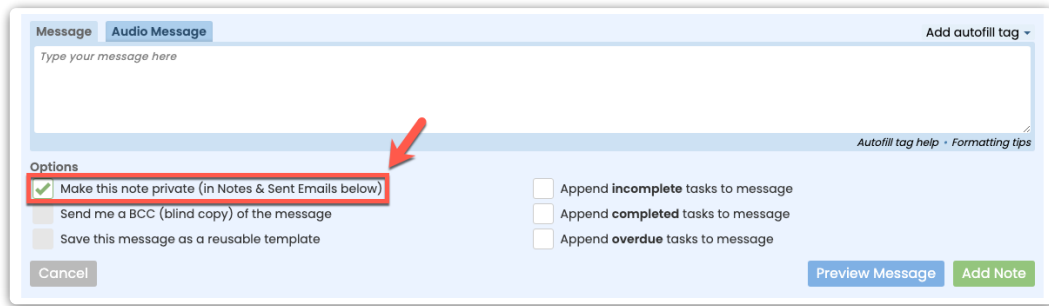 Message Audio Message Add autofill tag
Type your message here
Autofill tag help • Formatting tips
Options
Make this note private (in Notes & Sent Emails below) Append incomplete tasks to message
Send me a BCC (blind copy) of the message Append completed tasks to message
Save this message as a reusable template Append overdue tasks to message
Cancel Preview Message Add Note